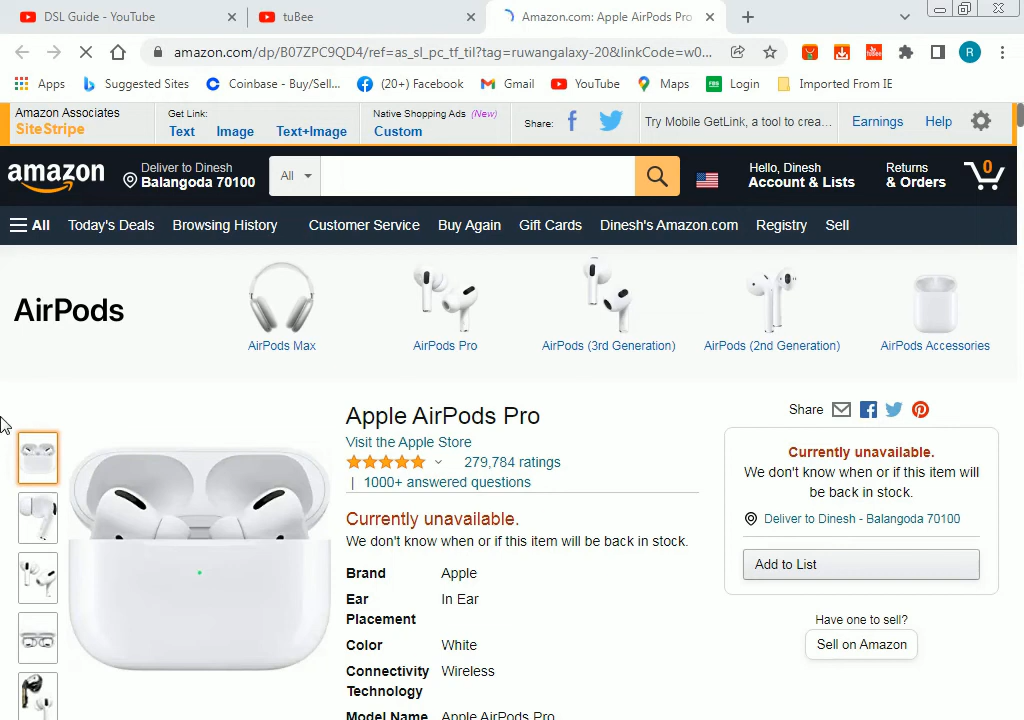 DSL Guide - YouTube
tuBee
Amazon.com: Apple AirPods Pro
amazon.com/dp/B07ZPC9QD4/ref=as_sl_pc_tf_til?tag=ruwangalaxy-20&linkCode=w0...
R
Apps
Suggested Sites
Coinbase - Buy/Sell...
(20+) Facebook
Gmail
YouTube
Maps
Login
Imported From IE
Amazon Associates
SiteStripe
Get Link:
Text
Image
Text+Image
Native Shopping Ads (New)
Custom
Share:
Try Mobile GetLink, a tool to crea...
Earnings
Help
amazon
Deliver to Dinesh
Balangoda 70100
All
Hello, Dinesh
Account & Lists
Returns
& Orders
0
All
Today's Deals
Browsing History
Customer Service
Buy Again
Gift Cards
Dinesh's Amazon.com
Registry
Sell
AirPods
AirPods Max
AirPods Pro
AirPods (3rd Generation)
AirPods (2nd Generation)
AirPods Accessories
Apple AirPods Pro
Visit the Apple Store
279,784 ratings
| 1000+ answered questions
Currently unavailable.
We don't know when or if this item will be back in stock.
Brand Apple
Ear In Ear
Placement
Color White
Connectivity Wireless
Technology
Model Name Apple AirPods Pro
Share
Currently unavailable.
We don't know when or if this item will
be back in stock.
Deliver to Dinesh - Balangoda 70100
Add to List
Have one to sell?
Sell on Amazon